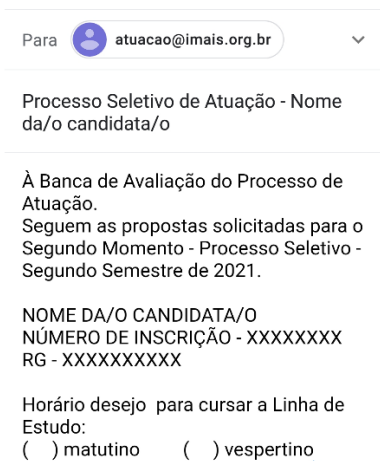 Para atuacao@imais.org.br
Processo Seletivo de Atuação - Nome
da/o candidata/o
À Banca de Avaliação do Processo de
Atuação.
Seguem as propostas solicitadas para o
Segundo Momento - Processo Seletivo -
Segundo Semestre de 2021.
NOME DA/O CANDIDATA/O
NÚMERO DE INSCRIÇÃO - XXXXXXXX
RG - XXXXXXXXXX
Horário desejo para cursar a Linha de
Estudo:
( ) matutino ( ) vespertino